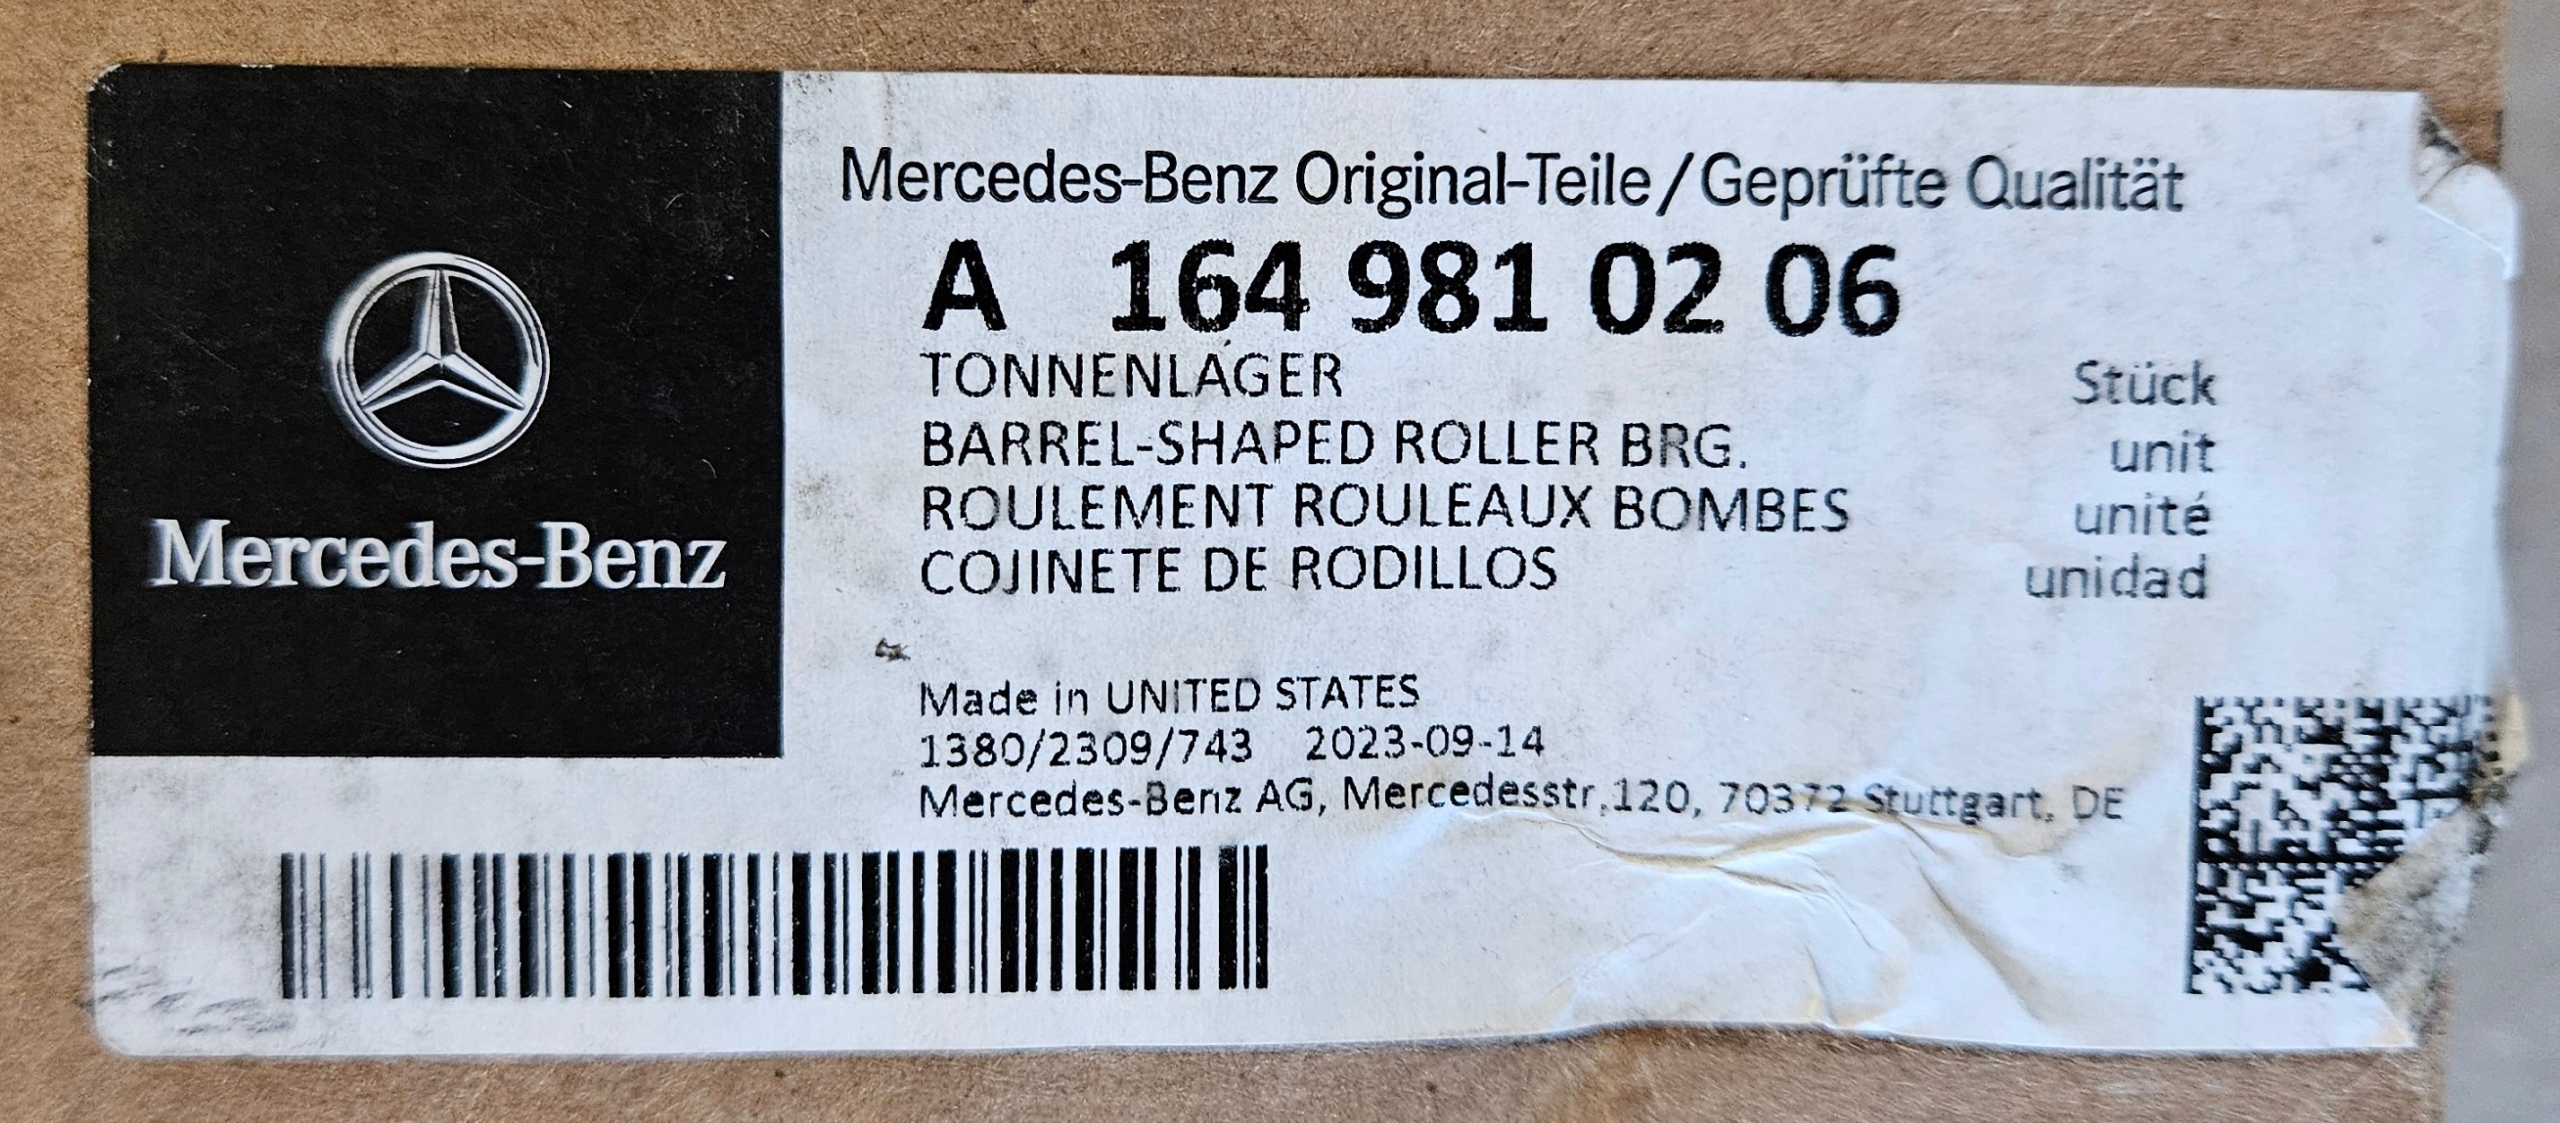 Mercedes-Benz
Mercedes-Benz Original-Teile/Geprüfte Qualität
A 164 981 02 06
TONNENLAGER Stück
BARREL-SHAPED ROLLER BRG. unit
ROULEMENT ROULEAUX BOMBES unité
COJINETE DE RODILLOS unidad
Made in UNITED STATES
1380/2309/743 2023-09-14
Mercedes-Benz AG, Mercedesstr.120, 70372 Stuttgart, DE